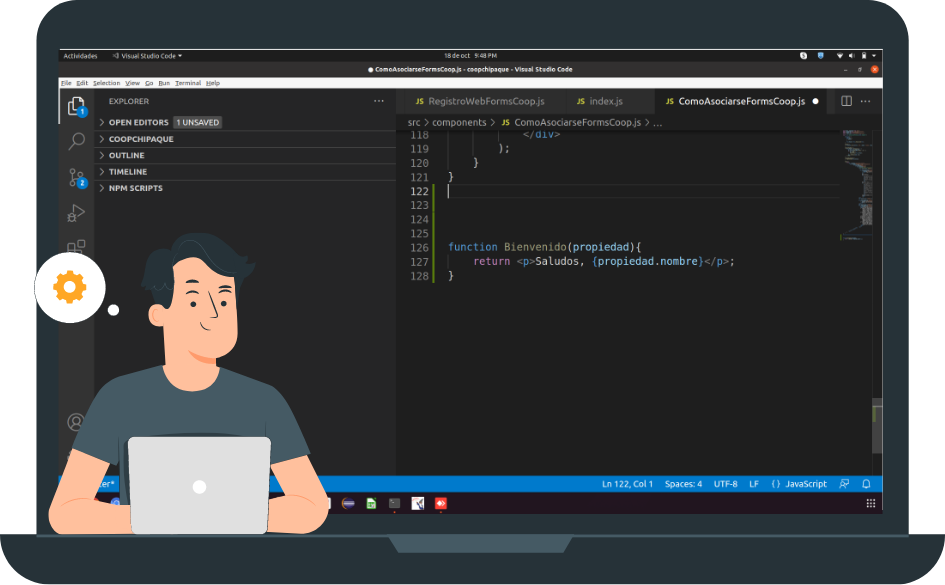 Actividades Visual Studio Code 18 de oct 9:48 PM
● ComoAsociarseFormsCoop.js - coopchipaque - Visual Studio Code
File Edit Selection View Go Run Terminal Help
EXPLORER ...
OPEN EDITORS 1 UNSAVED
COOPCHIPAQUE
OUTLINE
TIMELINE
NPM SCRIPTS
1
2
JS RegistroWebFormsCoop.js JS index.js JS ComoAsociarseFormsCoop.js ●
src > components > JS ComoAsociarseFormsCoop.js > ...
118 </div>
119 );
120 }
121 }
122
123
124
125
126 function Bienvenido(propiedad){
127 return <p>Saludos, {propiedad.nombre}</p>;
128 }
Ln 122, Col 1 Spaces: 4 UTF-8 LF {} JavaScript